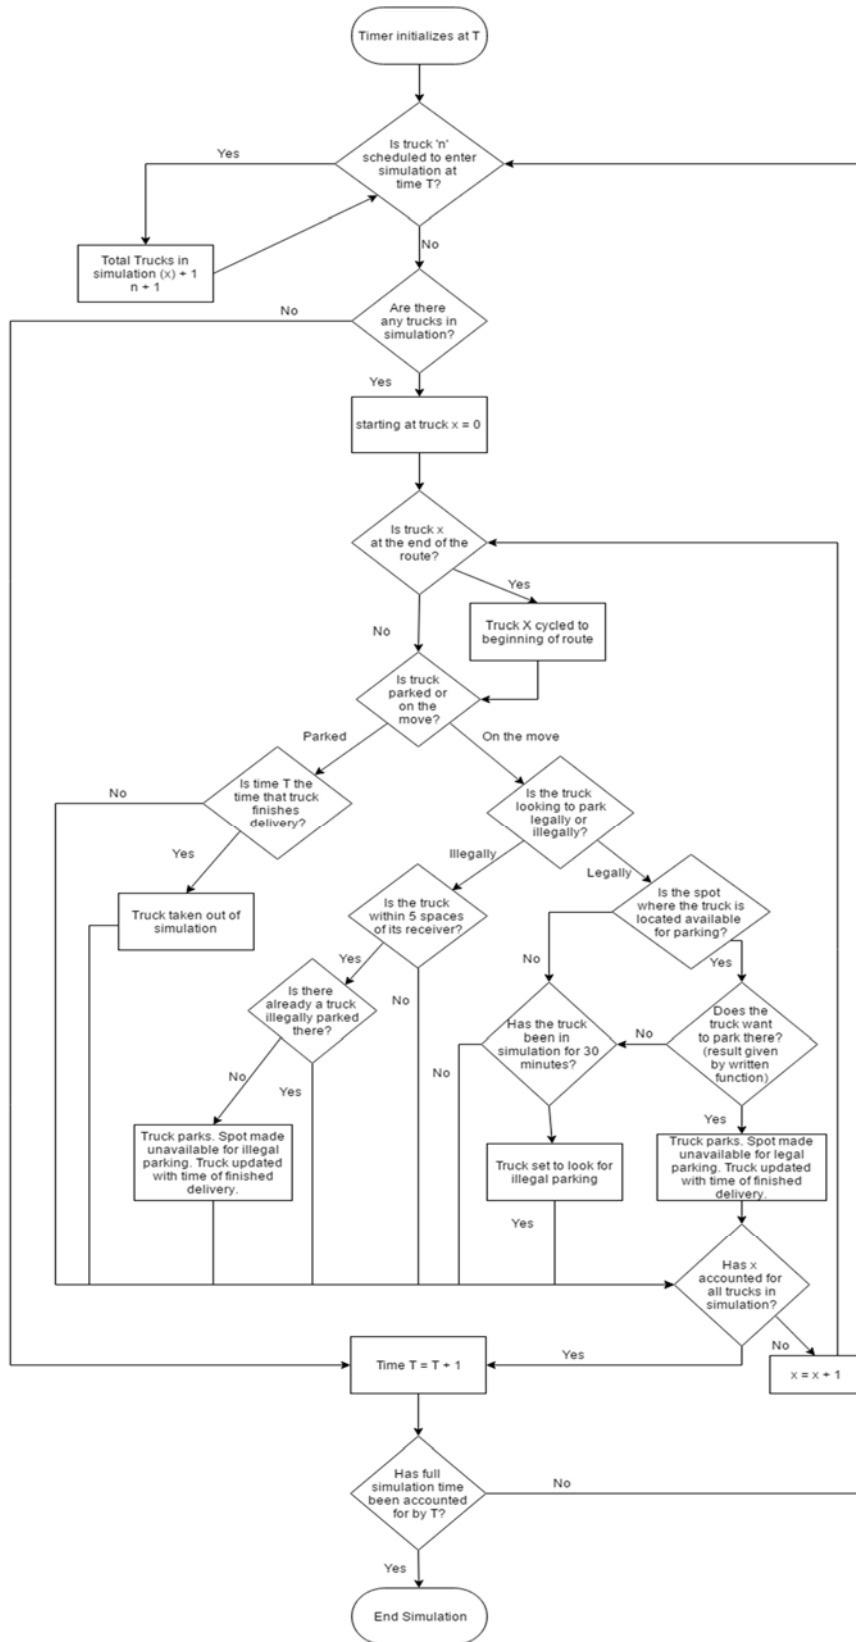 Timer initializes at T
Is truck 'n'
scheduled to enter
simulation at
time T?
Yes
No
Total Trucks in
simulation (x) + 1
n + 1
Are there
any trucks in
simulation?
No
Yes
starting at truck x = 0
Is truck x
at the end of the
route?
Yes
No
Truck X cycled to
beginning of route
Is truck
parked or
on the
move?
Parked
On the move
Is time T the
time that truck
finishes
delivery?
No
Yes
Truck taken out of
simulation
Is the truck
looking to park
legally or
illegally?
Illegally
Legally
Is the truck
within 5 spaces
of its receiver?
Yes
No
Is the spot
where the truck is
located available
for parking?
No
Yes
Is there
already a truck
illegally parked
there?
No
Yes
Has the truck
been in
simulation for 30
minutes?
No
Does the
truck want
to park there?
(result given
by written
function)
No
Yes
Truck parks. Spot made
unavailable for illegal
parking. Truck updated
with time of finished
delivery.
Truck set to look for
illegal parking
Yes
Truck parks. Spot made
unavailable for legal
parking. Truck updated
with time of finished
delivery.
Has x
accounted for
all trucks in
simulation?
No
Yes
x = x + 1
Time T = T + 1
Has full
simulation time
been accounted
for by T?
No
Yes
End Simulation